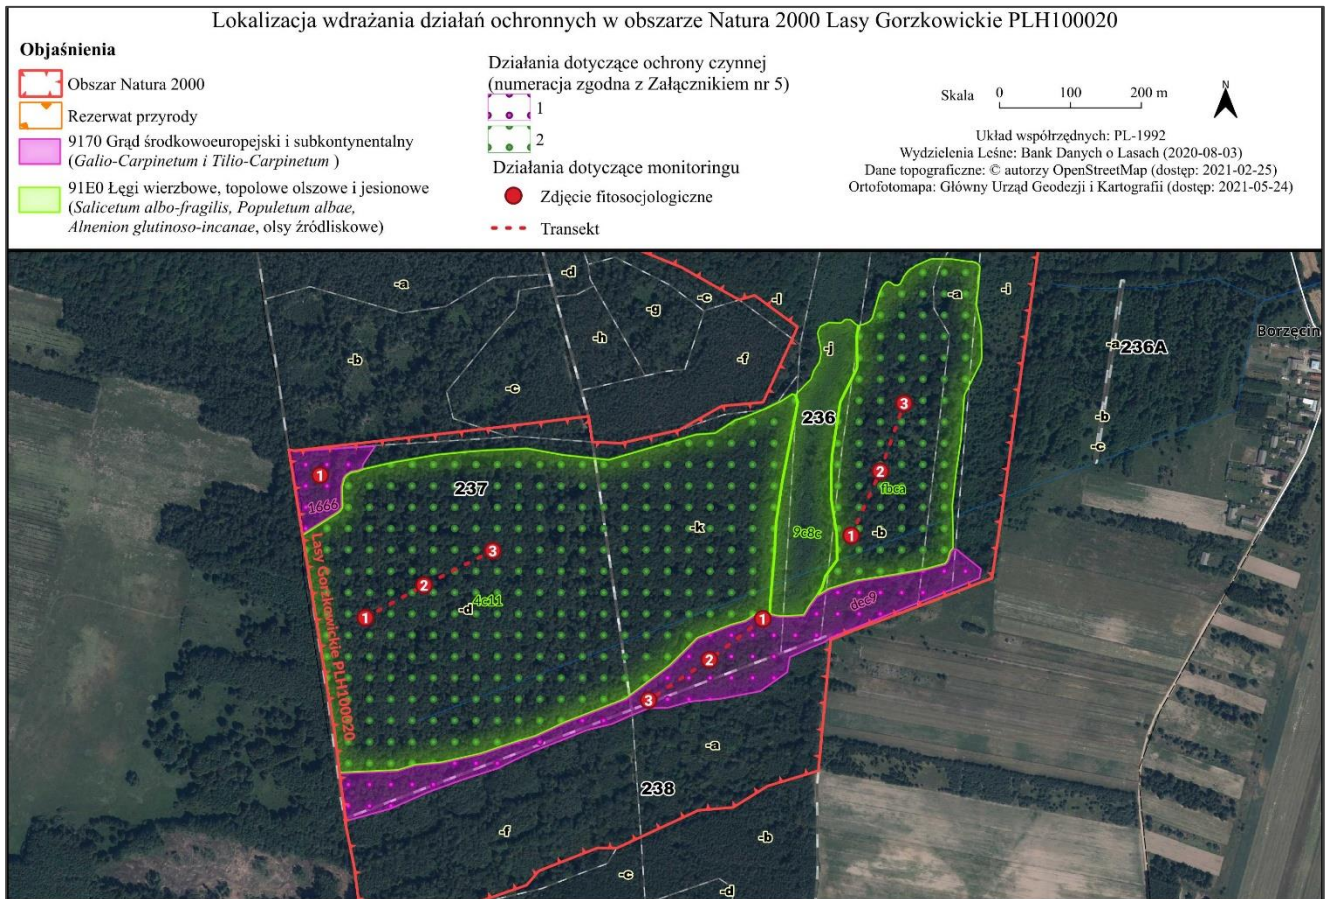 Lokalizacja wdrażania działań ochronnych w obszarze Natura 2000 Lasy Gorzkowickie PLH100020
Objaśnienia
Obszar Natura 2000
Rezerwat przyrody
9170 Grąd środkowoeuropejski i subkontynentalny
(Galio-Carpinetum i Tilio-Carpinetum )
91E0 Łęgi wierzbowe, topolowe olszowe i jesionowe
(Salicetum albo-fragilis, Populetum albae,
Alnenion glutinoso-incanae, olsy źródliskowe)
Działania dotyczące ochrony czynnej
(numeracja zgodna z Załącznikiem nr 5)
1
2
Działania dotyczące monitoringu
Zdjęcie fitosocjologiczne
Transekt
Skala 0 100 200 m
N
Układ współrzędnych: PL-1992
Wydzielenia Leśne: Bank Danych o Lasach (2020-08-03)
Dane topograficzne: © autorzy OpenStreetMap (dostęp: 2021-02-25)
Ortofotomapa: Główny Urząd Geodezji i Kartografii (dostęp: 2021-05-24)
-a
-d
-g
-c
-l
-a
-i
-h
-b
-f
-c
-j
-a
236A
Borzęcin
-b
-c
236
3
1
237
2
1666
fbca
-k
9c8c
1
-b
3
2
1
4c11
-d
dec9
1
2
3
Lasy Gorzkowickie PLH100020
-a
238
-f
-b
-c
-d